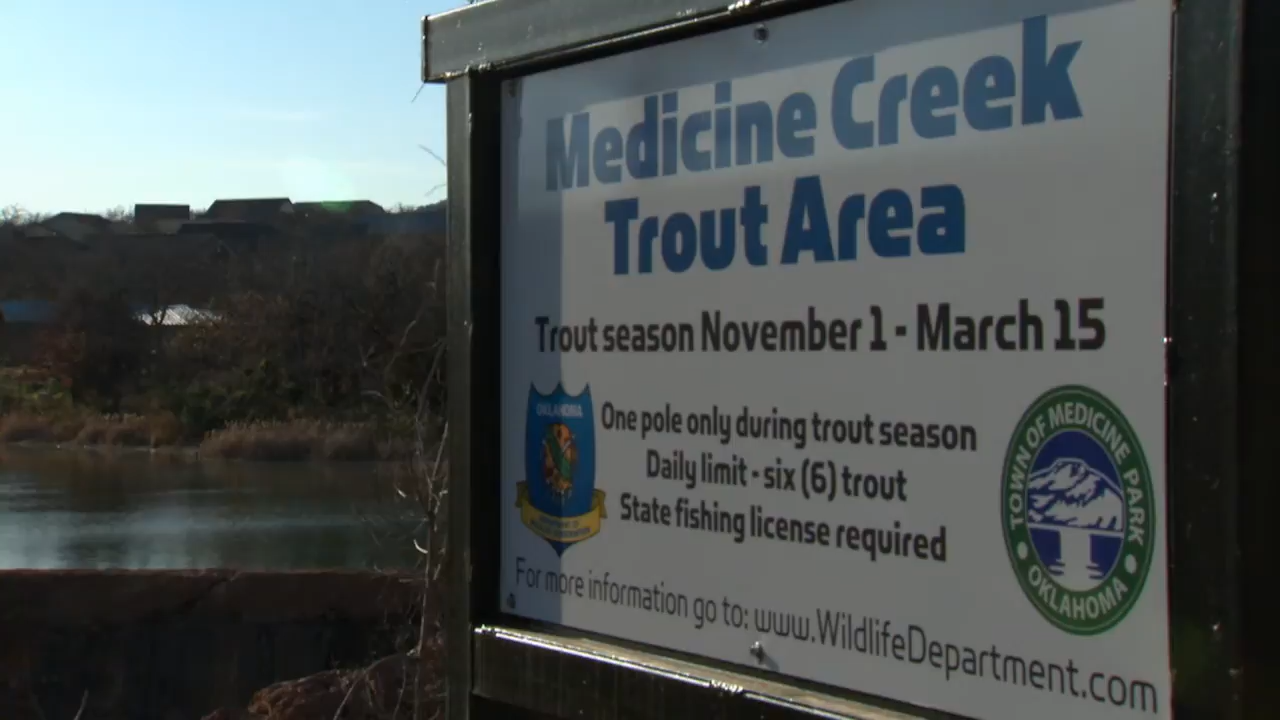 Medicine Creek
Trout Area
Trout season November 1 - March 15
One pole only during trout season
Daily limit - six (6) trout
State fishing license required
For more information go to: www.WildlifeDepartment.com
OKLAHOMA
TOWN OF MEDICINE PARK
OKLAHOMA